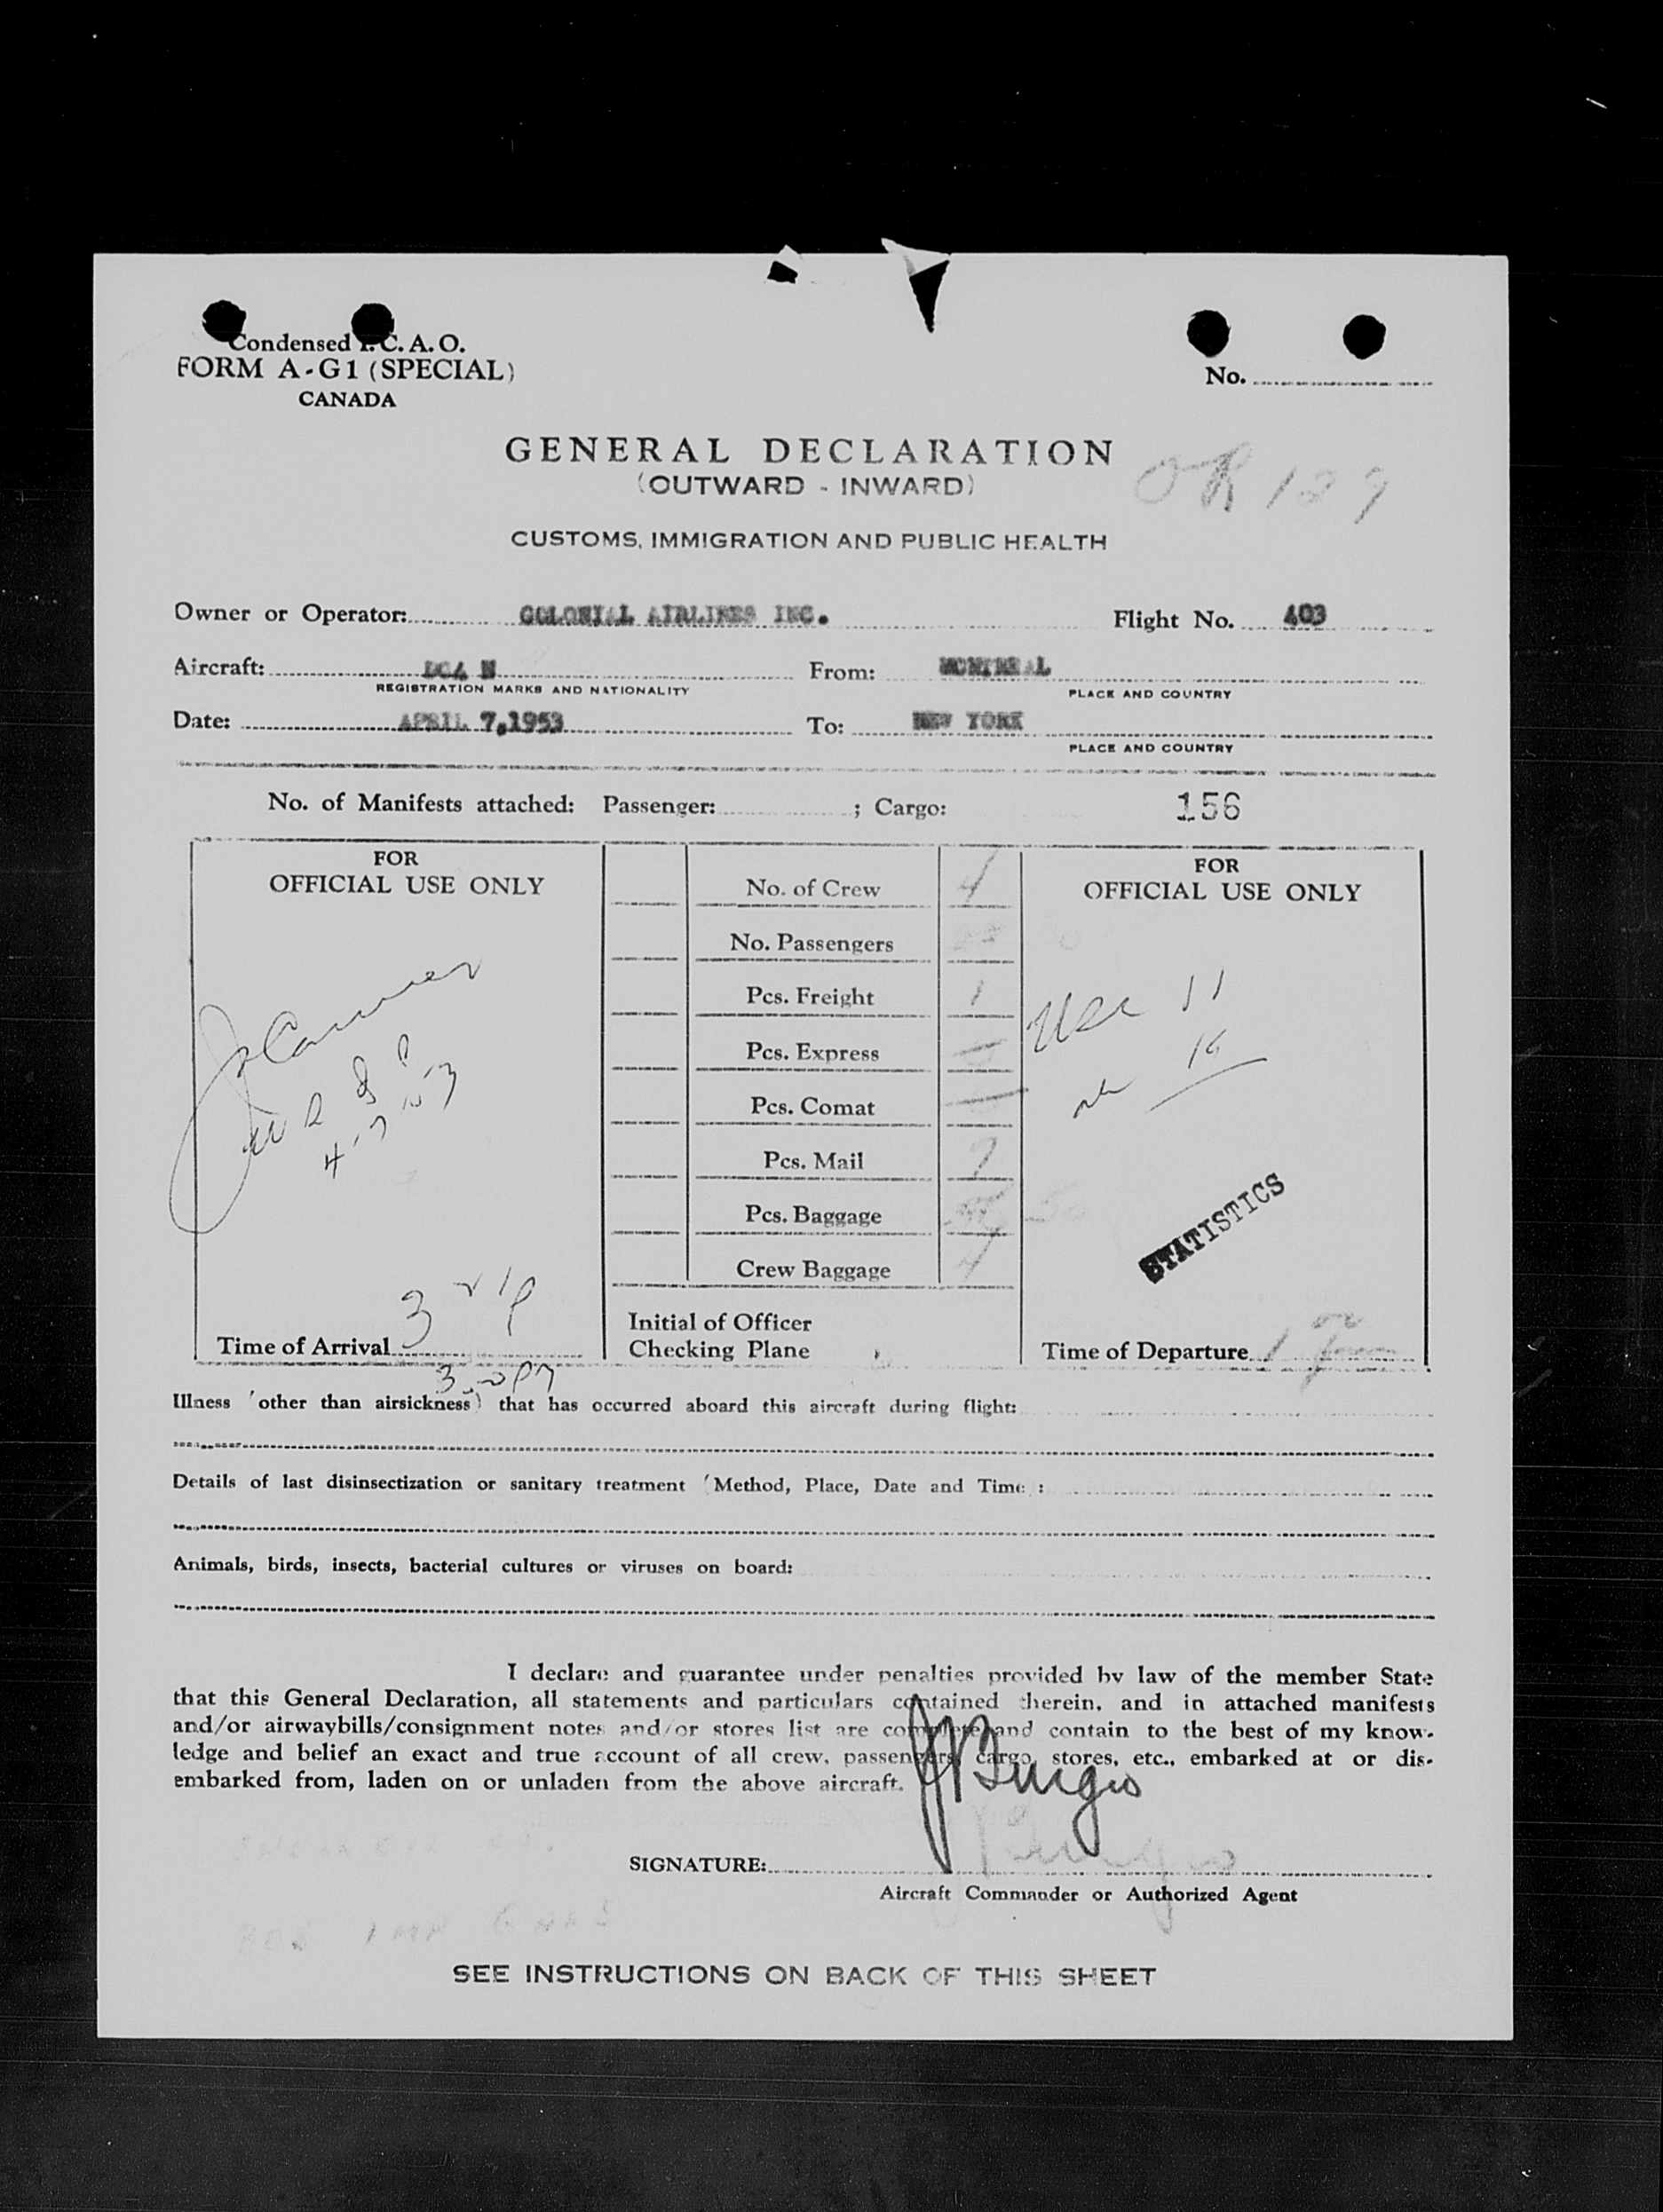 Condensed I. C. A. O.
FORM A-G1 (SPECIAL)
CANADA
No.
GENERAL DECLARATION
(OUTWARD - INWARD)
CUSTOMS, IMMIGRATION AND PUBLIC HEALTH
Owner or Operator: COLONIAL AIRLINES INC. Flight No. 403
Aircraft: DC4 N From: MONTREAL
REGISTRATION MARKS AND NATIONALITY PLACE AND COUNTRY
Date: APRIL 7,1953 To: NEW YORK
PLACE AND COUNTRY
No. of Manifests attached: Passenger: ; Cargo: 156
FOR
OFFICIAL USE ONLY
4-7-53
Time of Arrival
No. of Crew 4
No. Passengers
Pcs. Freight 1
Pcs. Express —
Pcs. Comat —
Pcs. Mail 7
Pcs. Baggage
Crew Baggage 4
Initial of Officer
Checking Plane
FOR
OFFICIAL USE ONLY
11
16
STATISTICS
Time of Departure
Illness (other than airsickness) that has occurred aboard this aircraft during flight:
Details of last disinsectization or sanitary treatment (Method, Place, Date and Time) :
Animals, birds, insects, bacterial cultures or viruses on board:
I declare and guarantee under penalties provided by law of the member State
that this General Declaration, all statements and particulars contained therein, and in attached manifests
and/or airwaybills/consignment notes and/or stores list are complete and contain to the best of my know-
ledge and belief an exact and true account of all crew, passengers, cargo, stores, etc., embarked at or dis-
embarked from, laden on or unladen from the above aircraft.
SIGNATURE:
Aircraft Commander or Authorized Agent
SEE INSTRUCTIONS ON BACK OF THIS SHEET